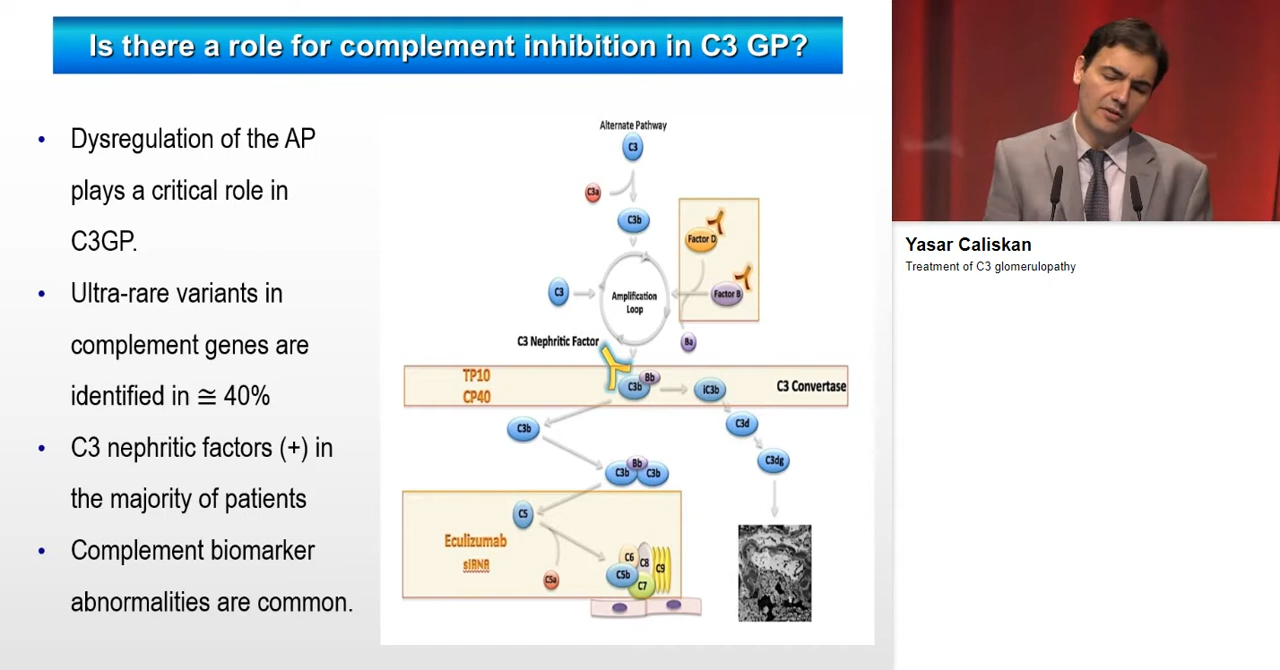 Is there a role for complement inhibition in C3 GP?
• Dysregulation of the AP
plays a critical role in
C3GP.
• Ultra-rare variants in
complement genes are
identified in ≅ 40%
• C3 nephritic factors (+) in
the majority of patients
• Complement biomarker
abnormalities are common.
Alternate Pathway
C3
C3a
C3b
Factor D
C3
Amplification
Loop
Factor B
C3 Nephritic Factor
Ba
TP10
CP40
C3b
Bb
iC3b
C3 Convertase
C3b
C3d
C3b
Bb
C3b
C3dg
C5
Eculizumab
siRNA
C5a
C6
C8
C9
C5b
C7
Yasar Caliskan
Treatment of C3 glomerulopathy